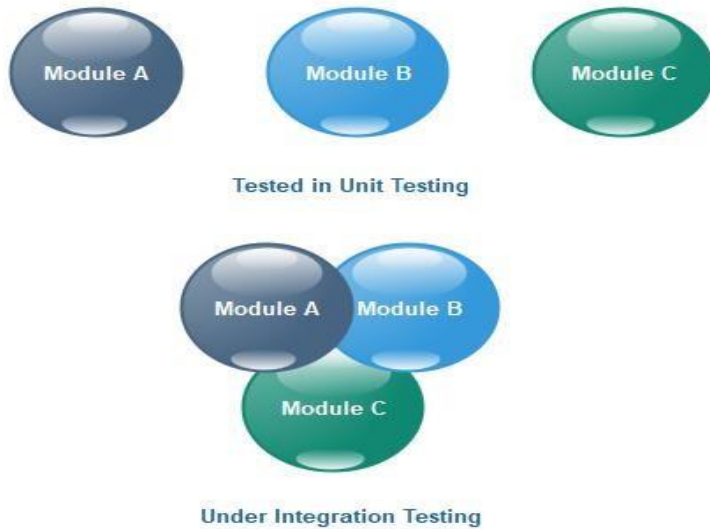 Module A
Module B
Module C
Tested in Unit Testing
Module A
Module B
Module C
Under Integration Testing